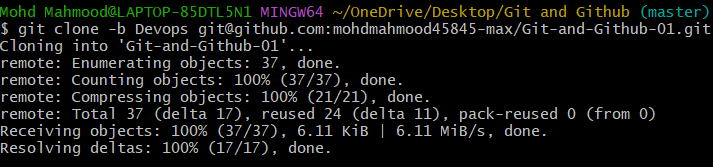 Mohd Mahmood@LAPTOP-85DTL5N1 MINGW64 ~/OneDrive/Desktop/Git and Github (master)
$ git clone -b Devops git@github.com:mohdmahmood45845-max/Git-and-Github-01.git
Cloning into 'Git-and-Github-01'...
remote: Enumerating objects: 37, done.
remote: Counting objects: 100% (37/37), done.
remote: Compressing objects: 100% (21/21), done.
remote: Total 37 (delta 17), reused 24 (delta 11), pack-reused 0 (from 0)
Receiving objects: 100% (37/37), 6.11 KiB | 6.11 MiB/s, done.
Resolving deltas: 100% (17/17), done.